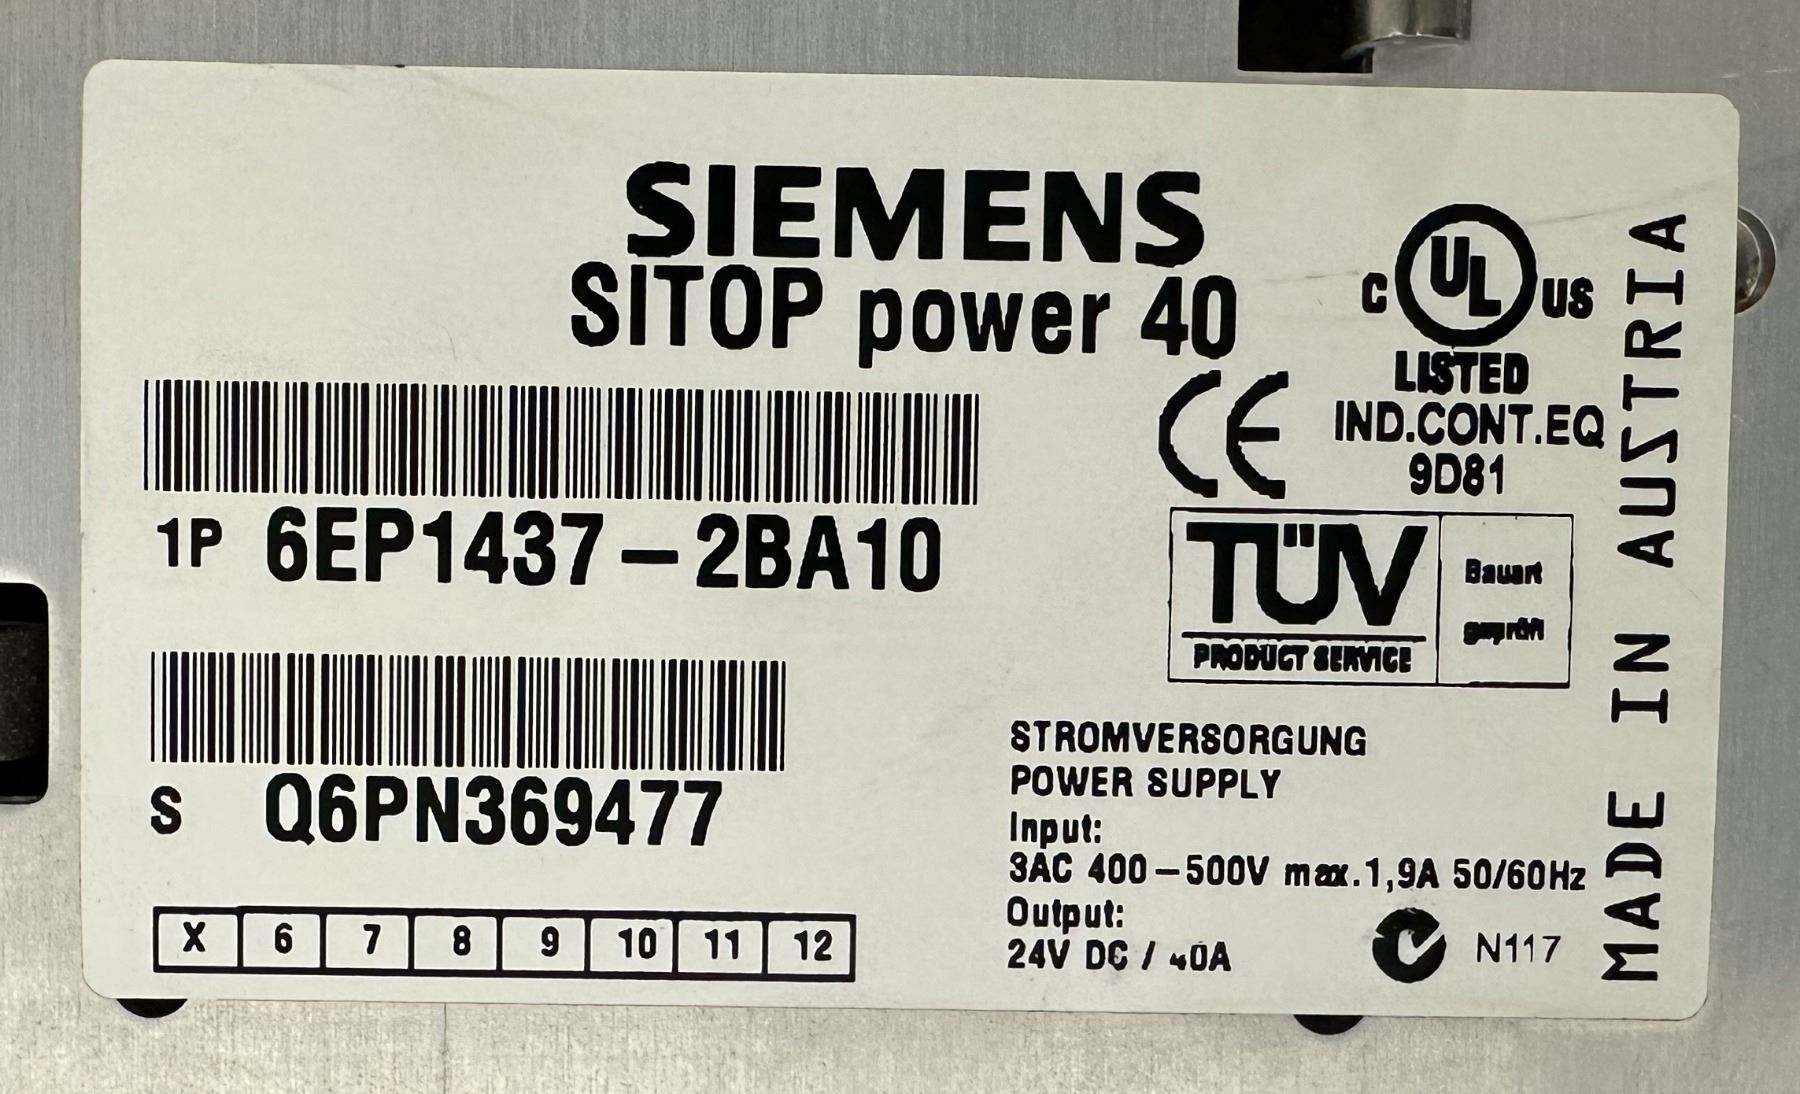 SIEMENS
SITOP power 40
C UL US
LISTED
IND.CONT.EQ
9D81
CE
1P 6EP1437-2BA10
TÜV
PRODUCT SERVICE
Bauart
geprüft
S Q6PN369477
X 6 7 8 9 10 11 12
STROMVERSORGUNG
POWER SUPPLY
Input:
3AC 400-500V max.1,9A 50/60Hz
Output:
24V DC / 40A
N117
MADE IN AUSTRIA